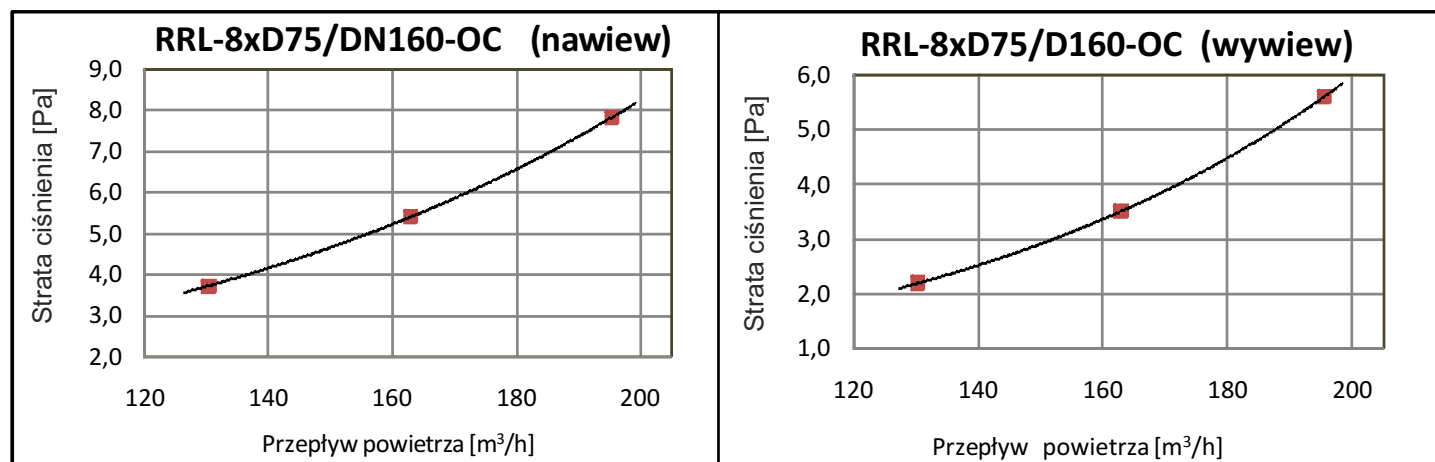 RRL-8xD75/DN160-OC (nawiew)
Strata ciśnienia [Pa]
9,0
8,0
7,0
6,0
5,0
4,0
3,0
2,0
120 140 160 180 200
Przepływ powietrza [m³/h]
RRL-8xD75/D160-OC (wywiew)
Strata ciśnienia [Pa]
6,0
5,0
4,0
3,0
2,0
1,0
120 140 160 180 200
Przepływ powietrza [m³/h]